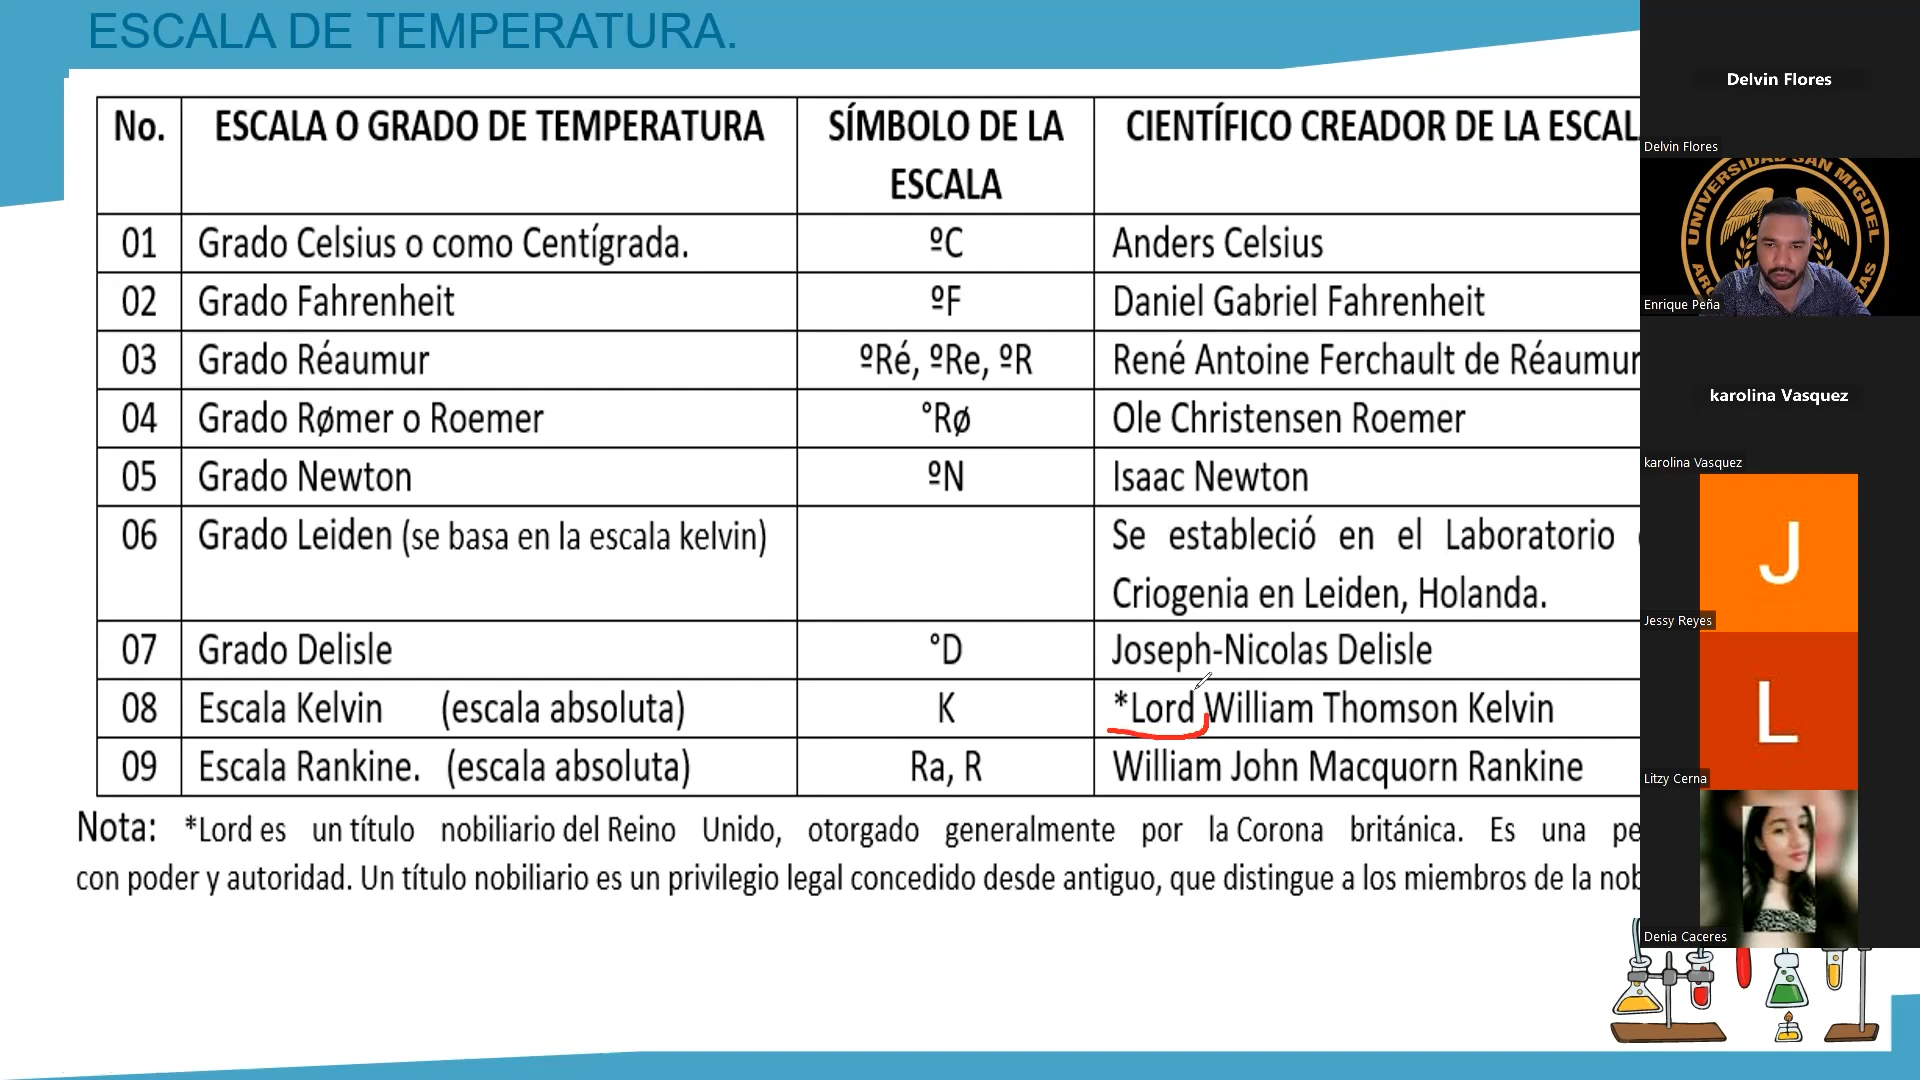 ESCALA DE TEMPERATURA.
No. ESCALA O GRADO DE TEMPERATURA SÍMBOLO DE LA ESCALA CIENTÍFICO CREADOR DE LA ESCAL
01 Grado Celsius o como Centígrada. ºC Anders Celsius
02 Grado Fahrenheit ºF Daniel Gabriel Fahrenheit
03 Grado Réaumur ºRé, ºRe, ºR René Antoine Ferchault de Réaumur
04 Grado Rømer o Roemer °Rø Ole Christensen Roemer
05 Grado Newton ºN Isaac Newton
06 Grado Leiden (se basa en la escala kelvin) Se estableció en el Laboratorio
Criogenia en Leiden, Holanda.
07 Grado Delisle °D Joseph-Nicolas Delisle
08 Escala Kelvin (escala absoluta) K *Lord William Thomson Kelvin
09 Escala Rankine. (escala absoluta) Ra, R William John Macquorn Rankine
Nota: *Lord es un título nobiliario del Reino Unido, otorgado generalmente por la Corona británica. Es una pe
con poder y autoridad. Un título nobiliario es un privilegio legal concedido desde antiguo, que distingue a los miembros de la nob
Delvin Flores
Delvin Flores
UNIVERSIDAD SAN MIGUEL
Enrique Peña
karolina Vasquez
karolina Vasquez
J
Jessy Reyes
L
Litzy Cerna
Denia Caceres